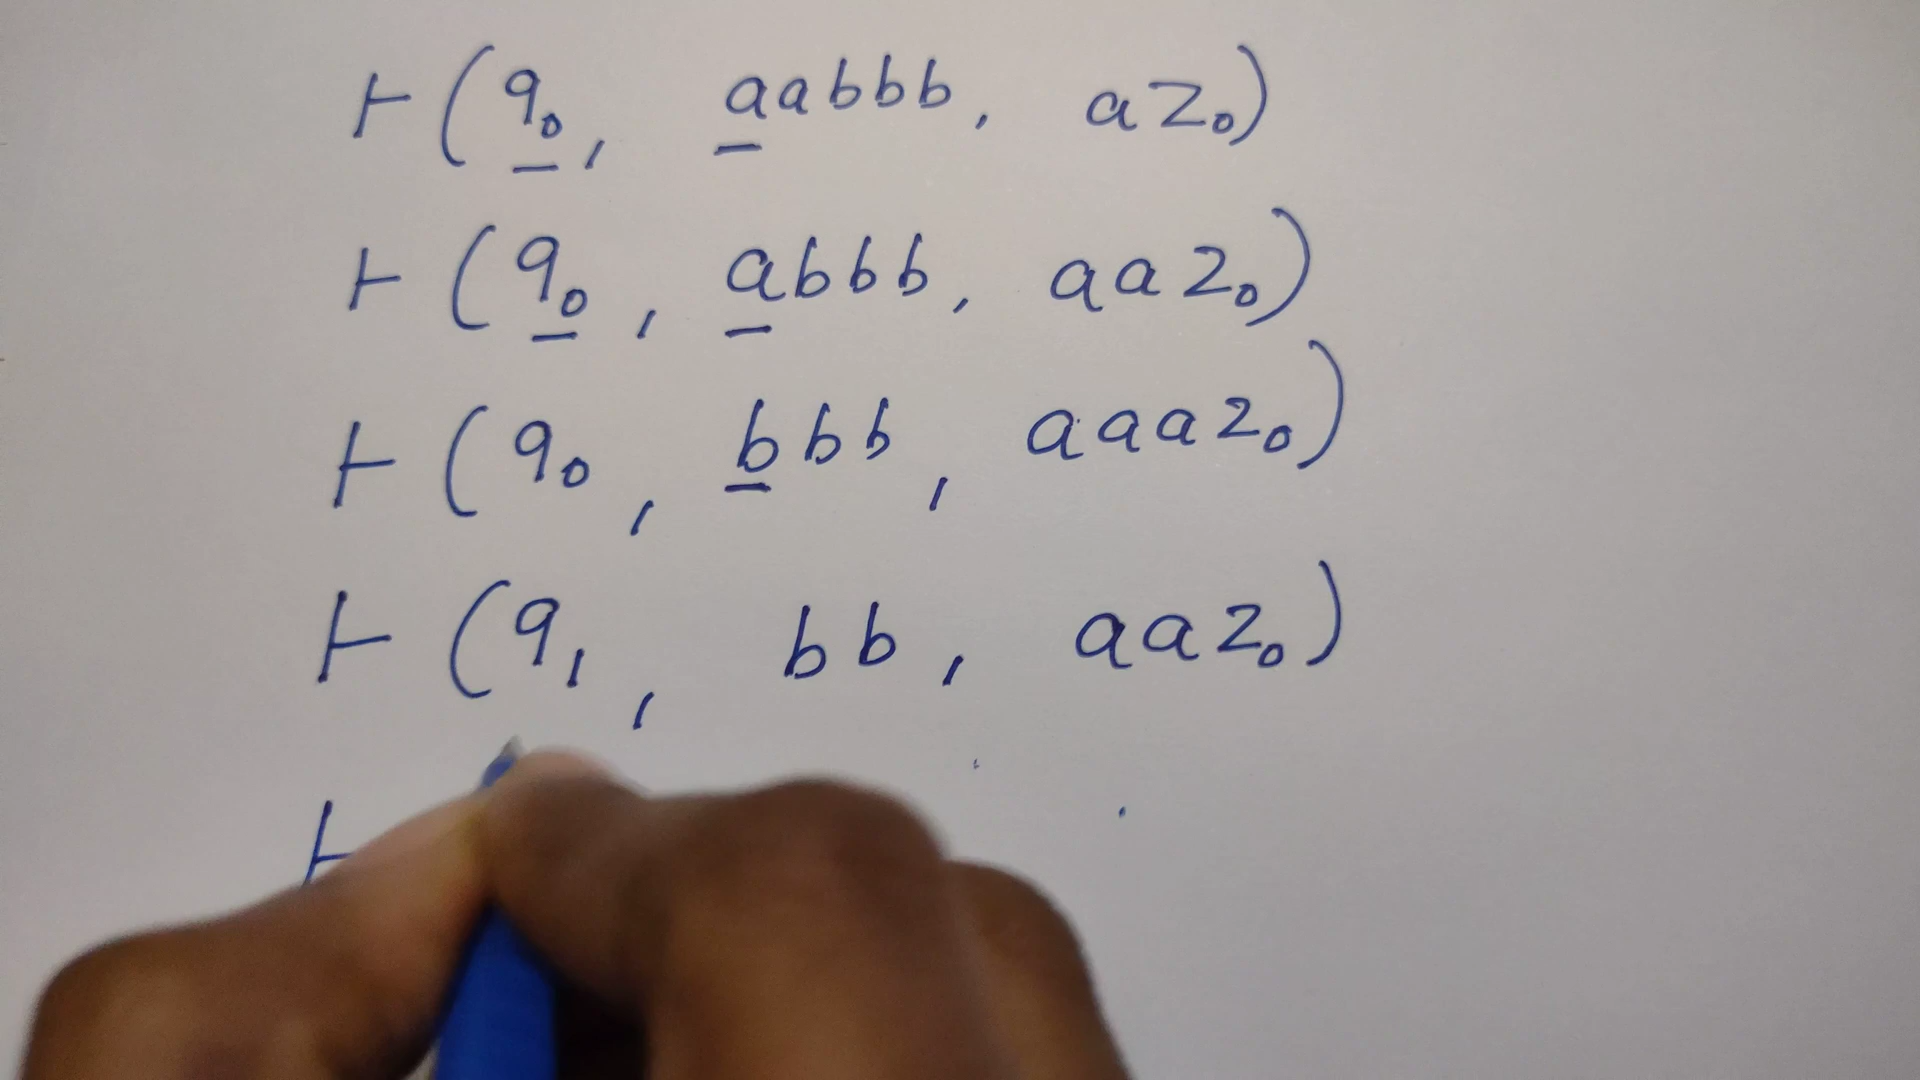 ⊢ (q₀, aabbb, az₀)
⊢ (q₀, abbb, aaz₀)
⊢ (q₀, bbb, aaaz₀)
⊢ (q₁, bb, aaz₀)
⊢